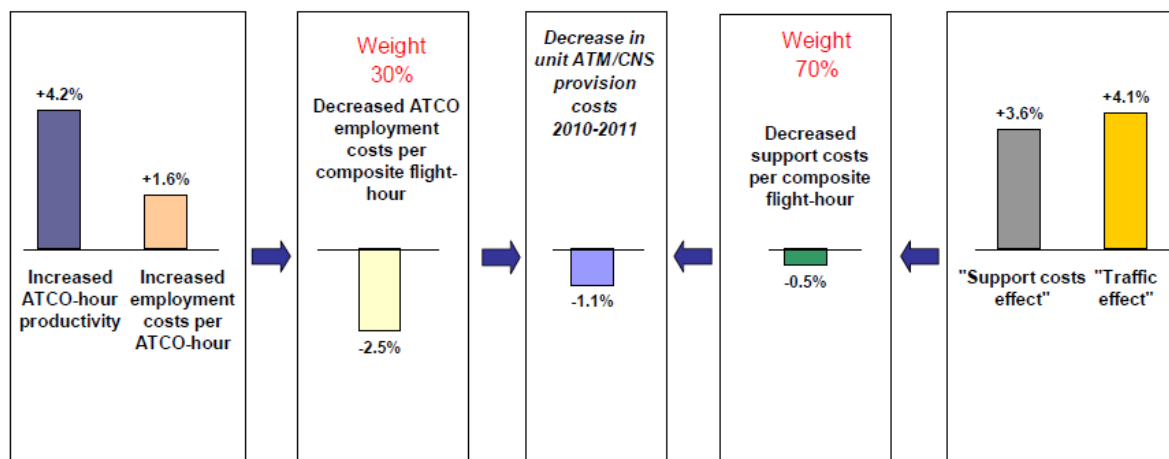 +4.2%
+1.6%
Increased
ATCO-hour
productivity
Increased
employment
costs per
ATCO-hour
Weight
30%
Decreased ATCO
employment
costs per
composite flight-
hour
-2.5%
Decrease in
unit ATM/CNS
provision
costs
2010-2011
-1.1%
Weight
70%
Decreased
support costs
per composite
flight-hour
-0.5%
+3.6%
+4.1%
"Support costs
effect"
"Traffic
effect"